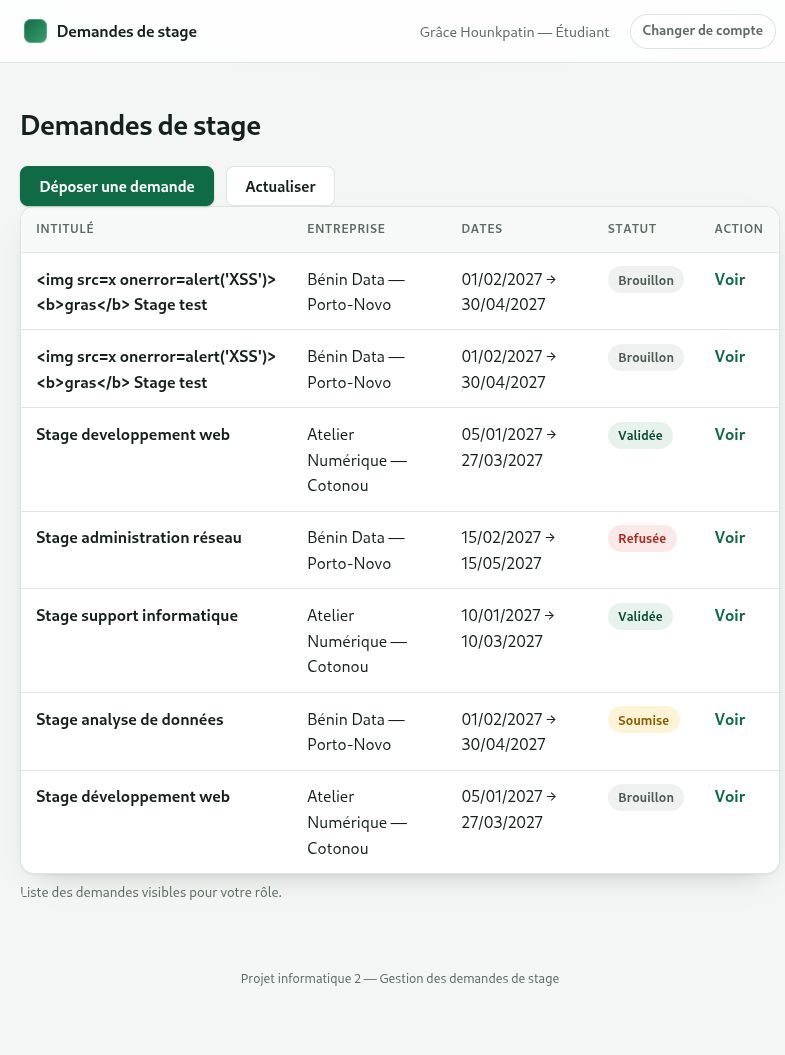 Demandes de stage
Grâce Hounkpatin — Étudiant
Changer de compte
Demandes de stage
Déposer une demande
Actualiser
INTITULÉ ENTREPRISE DATES STATUT ACTION
<img src=x onerror=alert('XSS')> Bénin Data — 01/02/2027 → Brouillon Voir
<b>gras</b> Stage test Porto-Novo 30/04/2027
<img src=x onerror=alert('XSS')> Bénin Data — 01/02/2027 → Brouillon Voir
<b>gras</b> Stage test Porto-Novo 30/04/2027
Stage developpement web Atelier 05/01/2027 → Validée Voir
Numérique — 27/03/2027
Cotonou
Stage administration réseau Bénin Data — 15/02/2027 → Refusée Voir
Porto-Novo 15/05/2027
Stage support informatique Atelier 10/01/2027 → Validée Voir
Numérique — 10/03/2027
Cotonou
Stage analyse de données Bénin Data — 01/02/2027 → Soumise Voir
Porto-Novo 30/04/2027
Stage développement web Atelier 05/01/2027 → Brouillon Voir
Numérique — 27/03/2027
Cotonou
Liste des demandes visibles pour votre rôle.
Projet informatique 2 — Gestion des demandes de stage